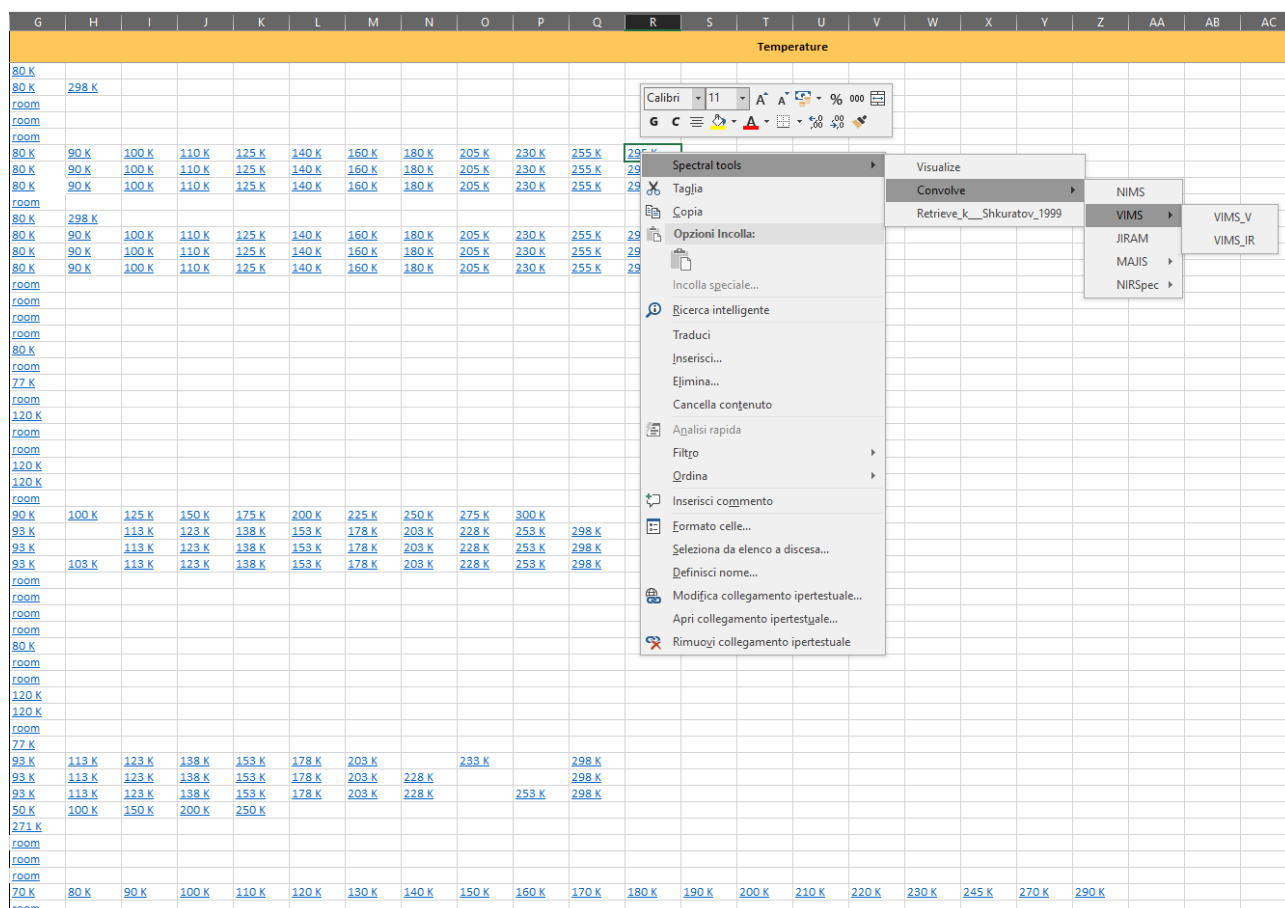 G H I J K L M N O P Q R S T U V W X Y Z AA AB AC
Temperature
80 K
80 K 298 K
room
room
room
80 K 90 K 100 K 110 K 125 K 140 K 160 K 180 K 205 K 230 K 255 K 295 K
80 K 90 K 100 K 110 K 125 K 140 K 160 K 180 K 205 K 230 K 255 K 29
80 K 90 K 100 K 110 K 125 K 140 K 160 K 180 K 205 K 230 K 255 K 29
room
80 K 298 K
80 K 90 K 100 K 110 K 125 K 140 K 160 K 180 K 205 K 230 K 255 K 29
80 K 90 K 100 K 110 K 125 K 140 K 160 K 180 K 205 K 230 K 255 K 29
80 K 90 K 100 K 110 K 125 K 140 K 160 K 180 K 205 K 230 K 255 K 29
room
room
room
room
80 K
room
77 K
room
120 K
room
room
120 K
120 K
room
90 K 100 K 125 K 150 K 175 K 200 K 225 K 250 K 275 K 300 K
93 K 113 K 123 K 138 K 153 K 178 K 203 K 228 K 253 K 298 K
93 K 113 K 123 K 138 K 153 K 178 K 203 K 228 K 253 K 298 K
93 K 103 K 113 K 123 K 138 K 153 K 178 K 203 K 228 K 253 K 298 K
room
room
room
room
80 K
room
room
120 K
120 K
room
77 K
93 K 113 K 123 K 138 K 153 K 178 K 203 K 233 K 298 K
93 K 113 K 123 K 138 K 153 K 178 K 203 K 228 K 298 K
93 K 113 K 123 K 138 K 153 K 178 K 203 K 228 K 253 K 298 K
50 K 100 K 150 K 200 K 250 K
271 K
room
room
room
70 K 80 K 90 K 100 K 110 K 120 K 130 K 140 K 150 K 160 K 170 K 180 K 190 K 200 K 210 K 220 K 230 K 245 K 270 K 290 K
room
Calibri 11 A A % 000
G C A ,00 ,00 →,0
Spectral tools
Taglia
Copia
Opzioni Incolla:
Incolla speciale...
Ricerca intelligente
Traduci
Inserisci...
Elimina...
Cancella contenuto
Analisi rapida
Filtro
Ordina
Inserisci commento
Formato celle...
Seleziona da elenco a discesa...
Definisci nome...
Modifica collegamento ipertestuale...
Apri collegamento ipertestuale...
Rimuovi collegamento ipertestuale
Visualize
Convolve
Retrieve_k__Shkuratov_1999
NIMS
VIMS
JIRAM
MAJIS
NIRSpec
VIMS_V
VIMS_IR